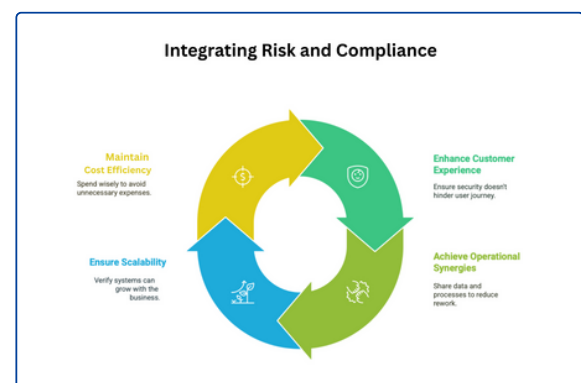 Integrating Risk and Compliance
Maintain
Cost Efficiency
Spend wisely to avoid
unnecessary expenses.
Enhance Customer
Experience
Ensure security doesn't
hinder user journey.
Ensure Scalability
Verify systems can
grow with the
business.
Achieve Operational
Synergies
Share data and
processes to reduce
rework.
$